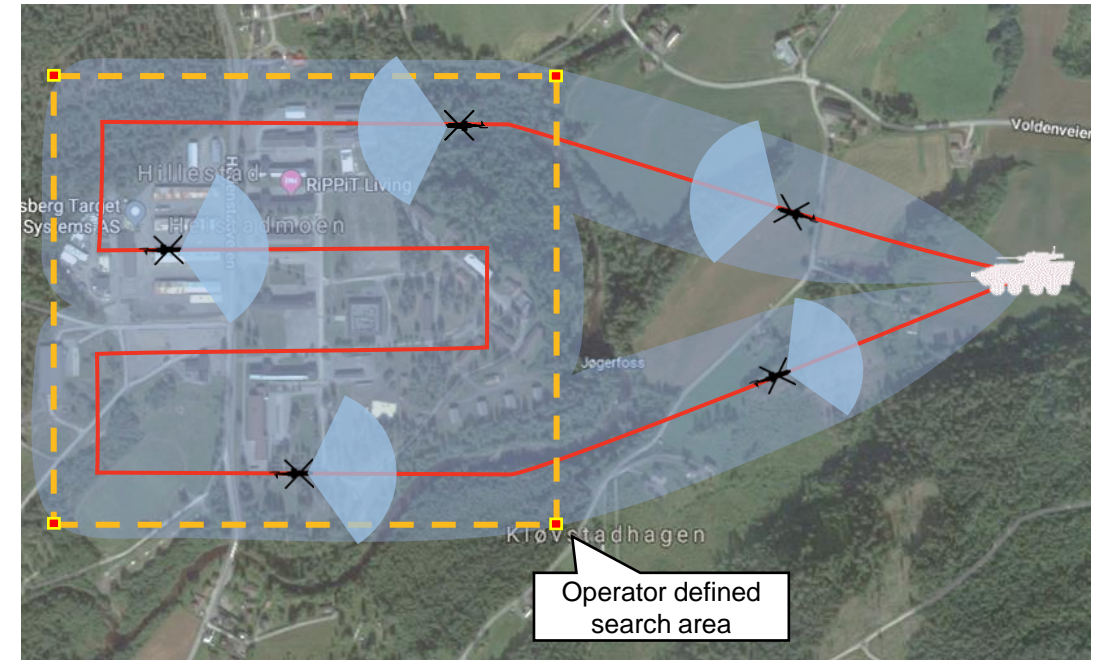 Voldenveien
Hillestad
RiPPiT Living
sberg Target
Systems AS
Heistadmoen
Jøgerfoss
Kløvstadhagen
Operator defined
search area